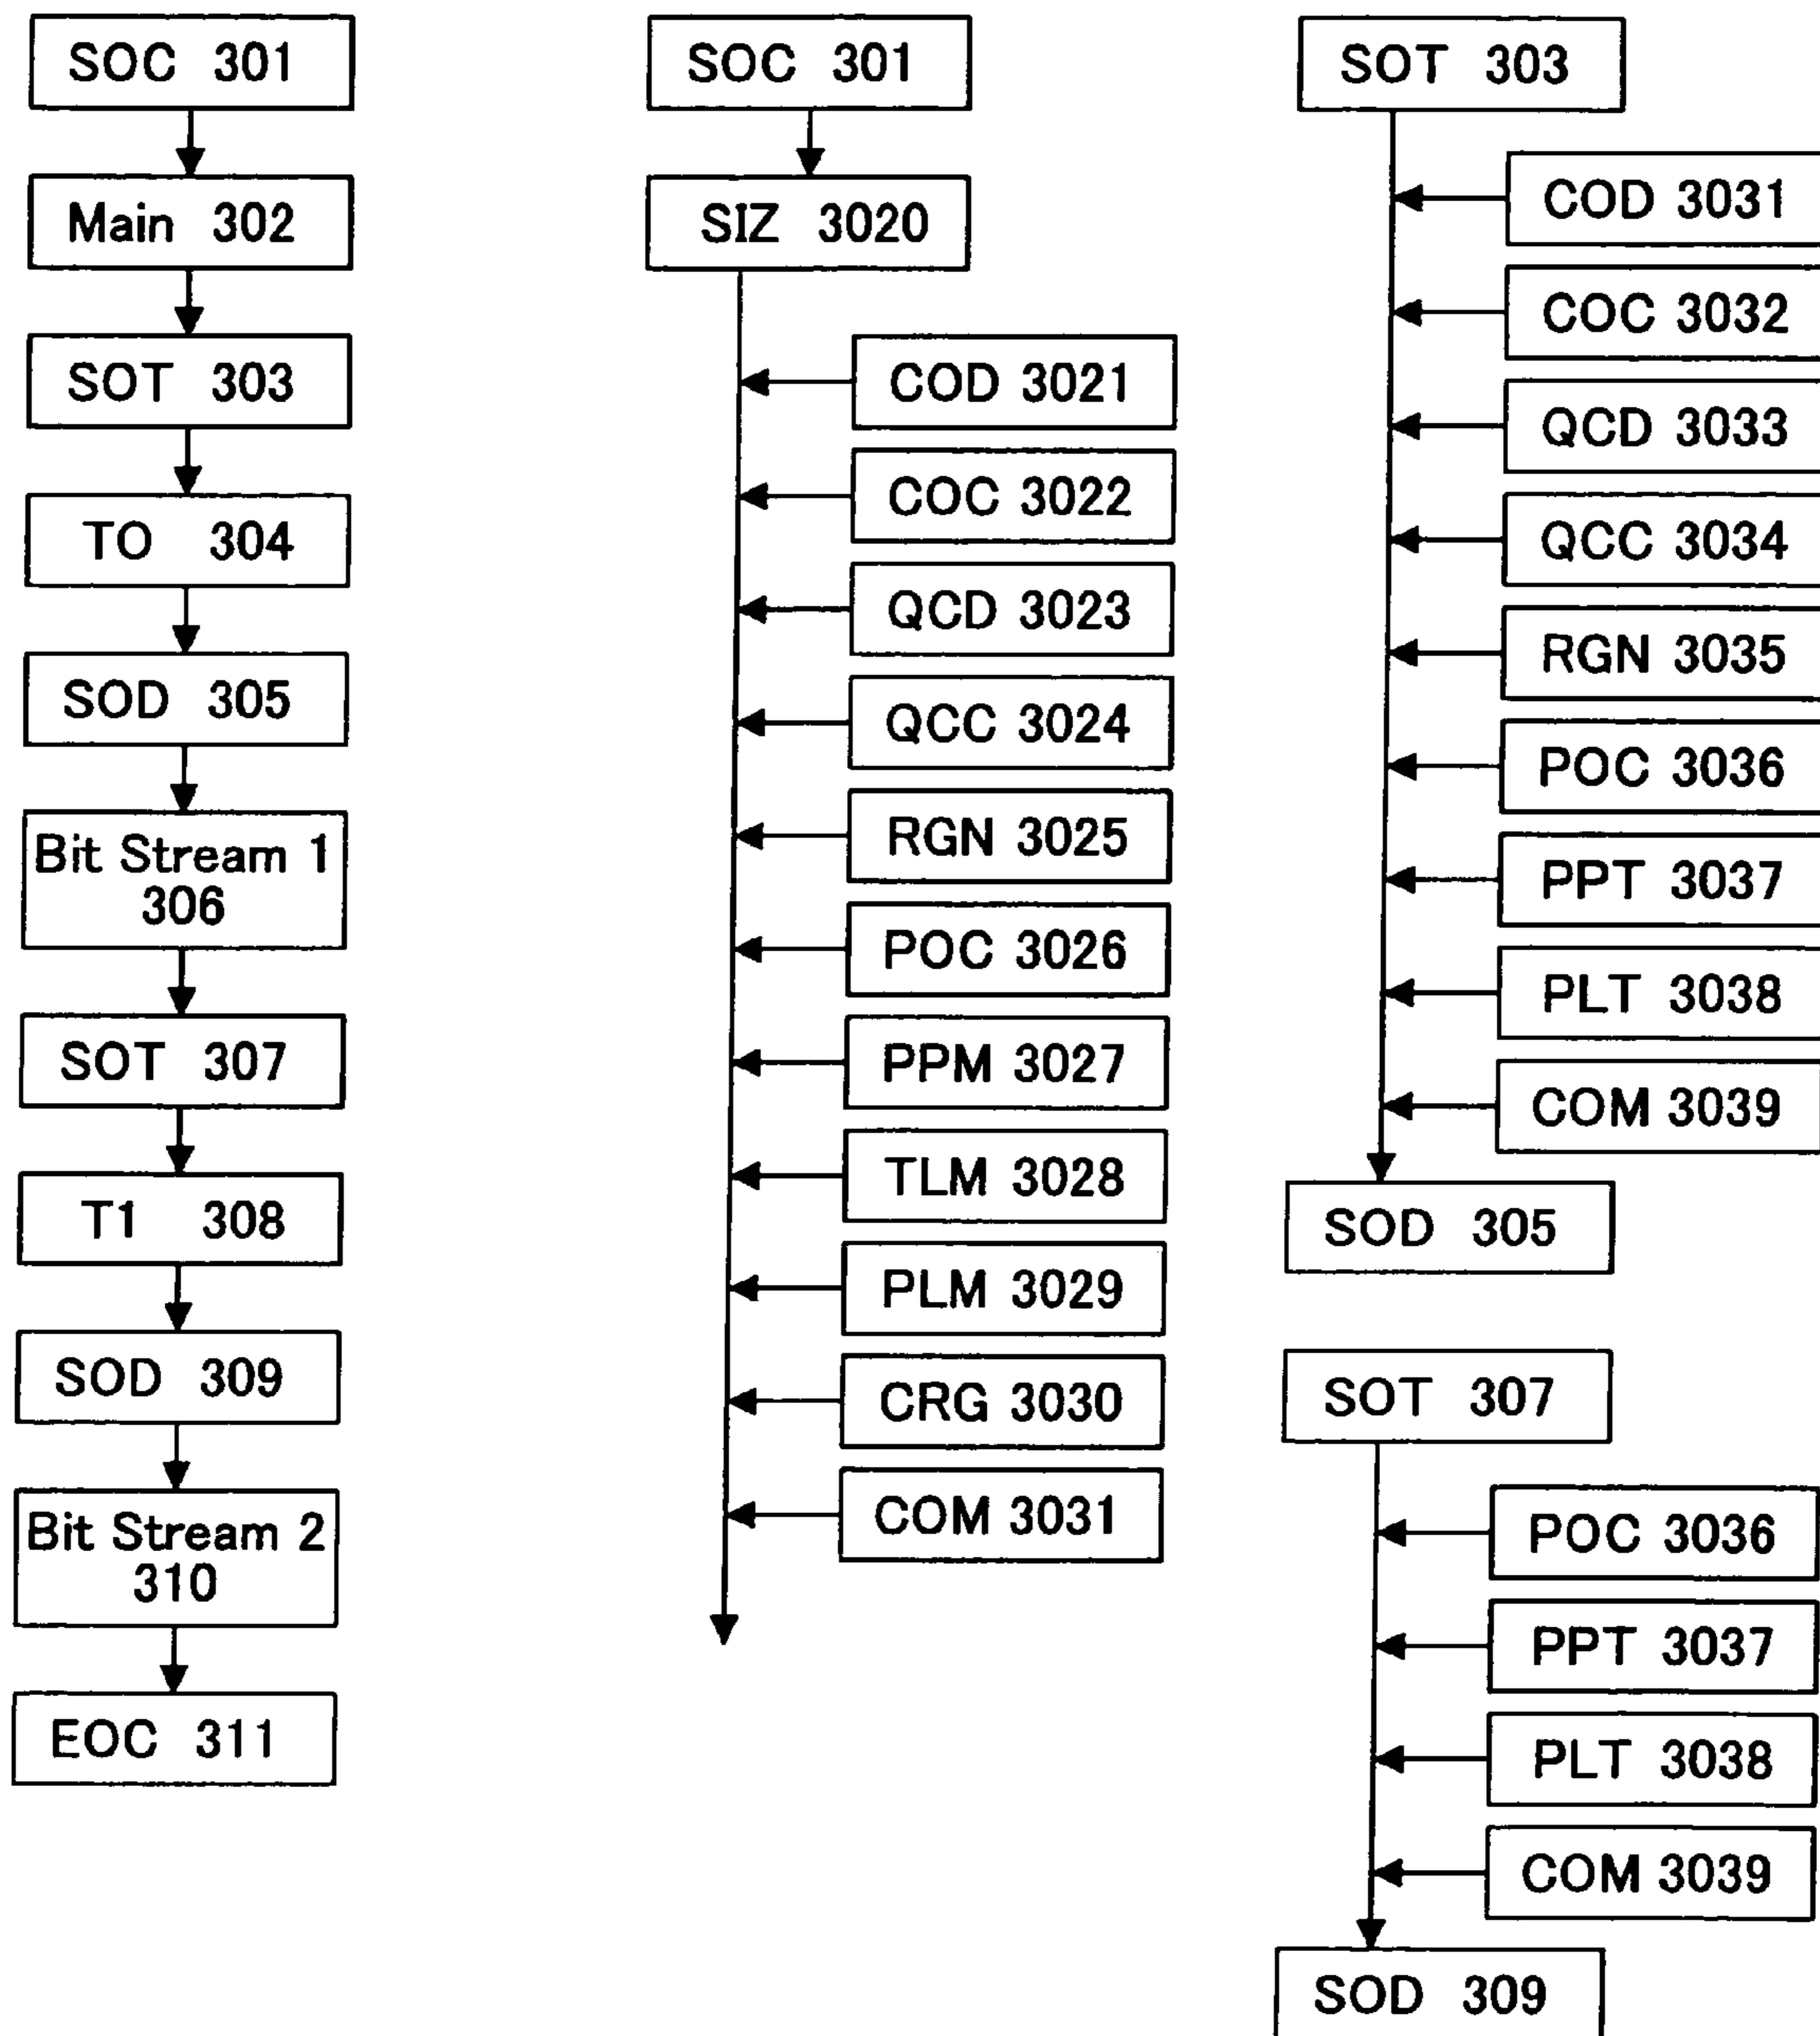 SOC 301
Main 302
SOT 303
TO 304
SOD 305
Bit Stream 1
306
SOT 307
T1 308
SOD 309
Bit Stream 2
310
EOC 311
SOC 301
SIZ 3020
COD 3021
COC 3022
QCD 3023
QCC 3024
RGN 3025
POC 3026
PPM 3027
TLM 3028
PLM 3029
CRG 3030
COM 3031
SOT 303
COD 3031
COC 3032
QCD 3033
QCC 3034
RGN 3035
POC 3036
PPT 3037
PLT 3038
COM 3039
SOD 305
SOT 307
POC 3036
PPT 3037
PLT 3038
COM 3039
SOD 309